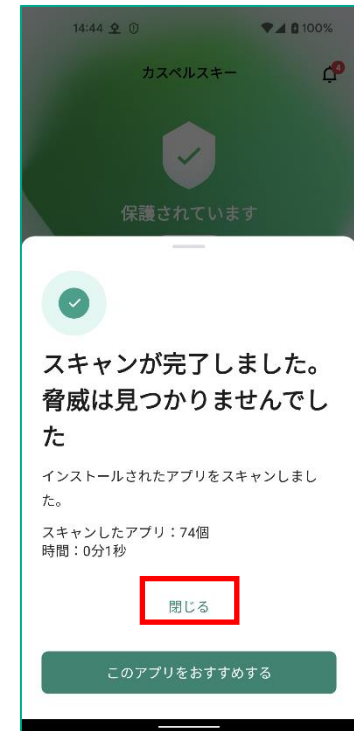 14:44
100%
カスペルスキー
4
保護されています
スキャンが完了しました。
脅威は見つかりませんでし
た
インストールされたアプリをスキャンしまし
た。
スキャンしたアプリ：74個
時間：0分1秒
閉じる
このアプリをおすすめする